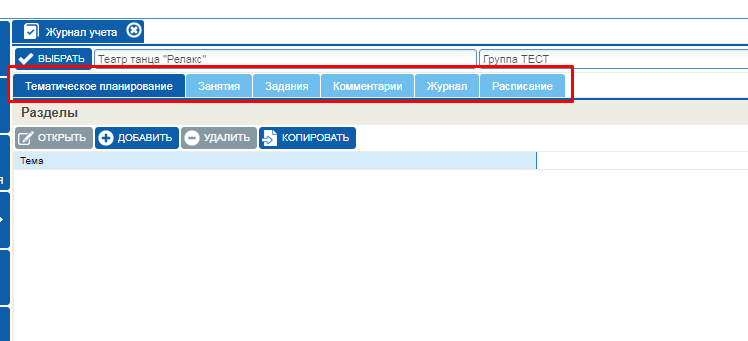 Журнал учета
ВЫБРАТЬ Театр танца "Релакс" Группа ТЕСТ
Тематическое планирование Занятия Задания Комментарии Журнал Расписание
Разделы
ОТКРЫТЬ ДОБАВИТЬ УДАЛИТЬ КОПИРОВАТЬ
Тема
я